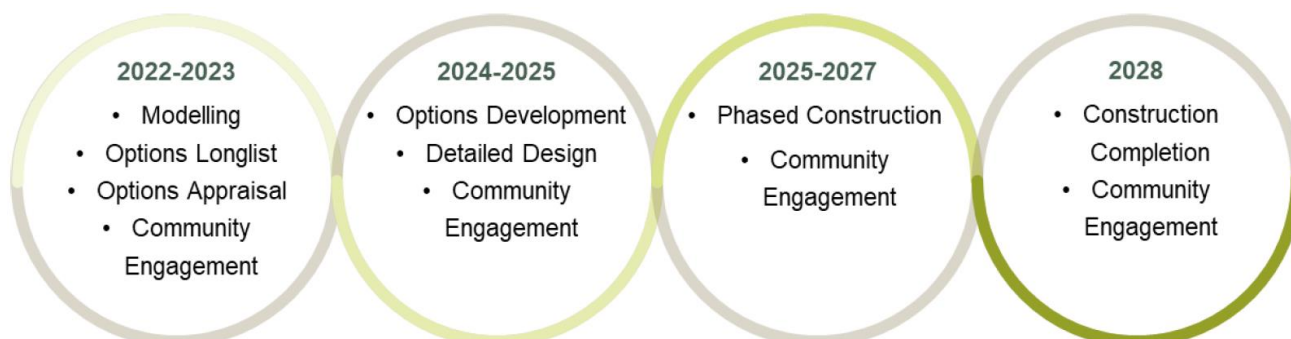 2022-2023
• Modelling
• Options Longlist
• Options Appraisal
• Community
Engagement
2024-2025
• Options Development
• Detailed Design
• Community
Engagement
2025-2027
• Phased Construction
• Community
Engagement
2028
• Construction
Completion
• Community
Engagement